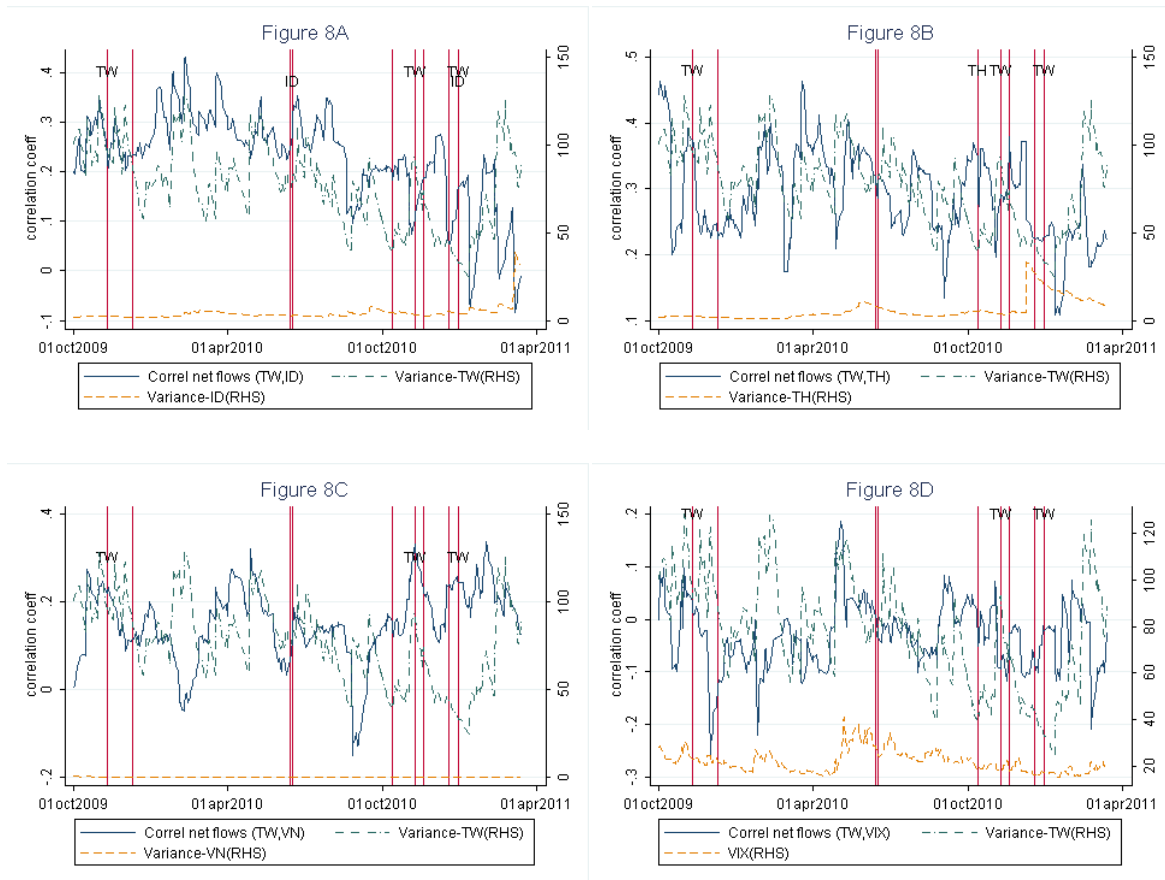 Figure 8A
correlation coeff
.4
.3
.2
.1
0
-.1
150
100
50
0
TW
ID
TW
TW
ID
01oct2009
01apr2010
01oct2010
01apr2011
Correl net flows (TW,ID)
Variance-TW(RHS)
Variance-ID(RHS)
Figure 8B
correlation coeff
.5
.4
.3
.2
.1
150
100
50
0
TW
TH
TW
TW
01oct2009
01apr2010
01oct2010
01apr2011
Correl net flows (TW,TH)
Variance-TW(RHS)
Variance-TH(RHS)
Figure 8C
correlation coeff
.4
.2
0
-.2
150
100
50
0
TW
TW
TW
01oct2009
01apr2010
01oct2010
01apr2011
Correl net flows (TW,VN)
Variance-TW(RHS)
Variance-VN(RHS)
Figure 8D
correlation coeff
.2
.1
0
-.1
-.2
-.3
120
100
80
60
40
20
TW
TW
TW
01oct2009
01apr2010
01oct2010
01apr2011
Correl net flows (TW,VIX)
Variance-TW(RHS)
VIX(RHS)